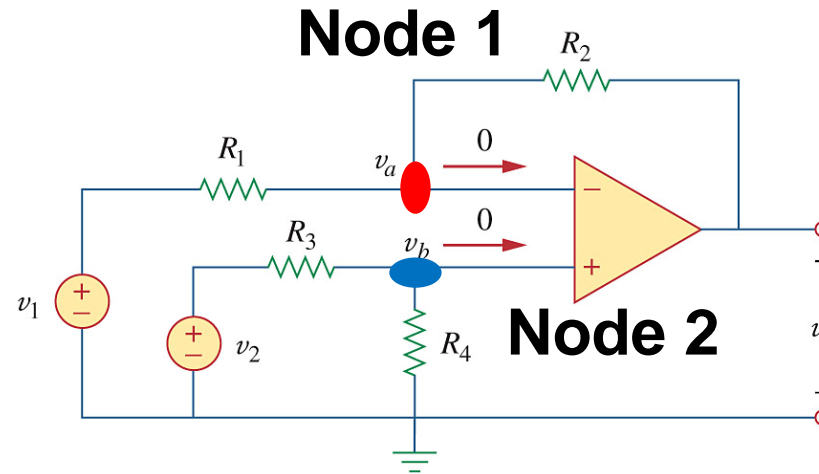 Node 1
R2
R1
va
0
R3
vb
0
v1
+
−
v2
+
−
−
+
R4
Node 2